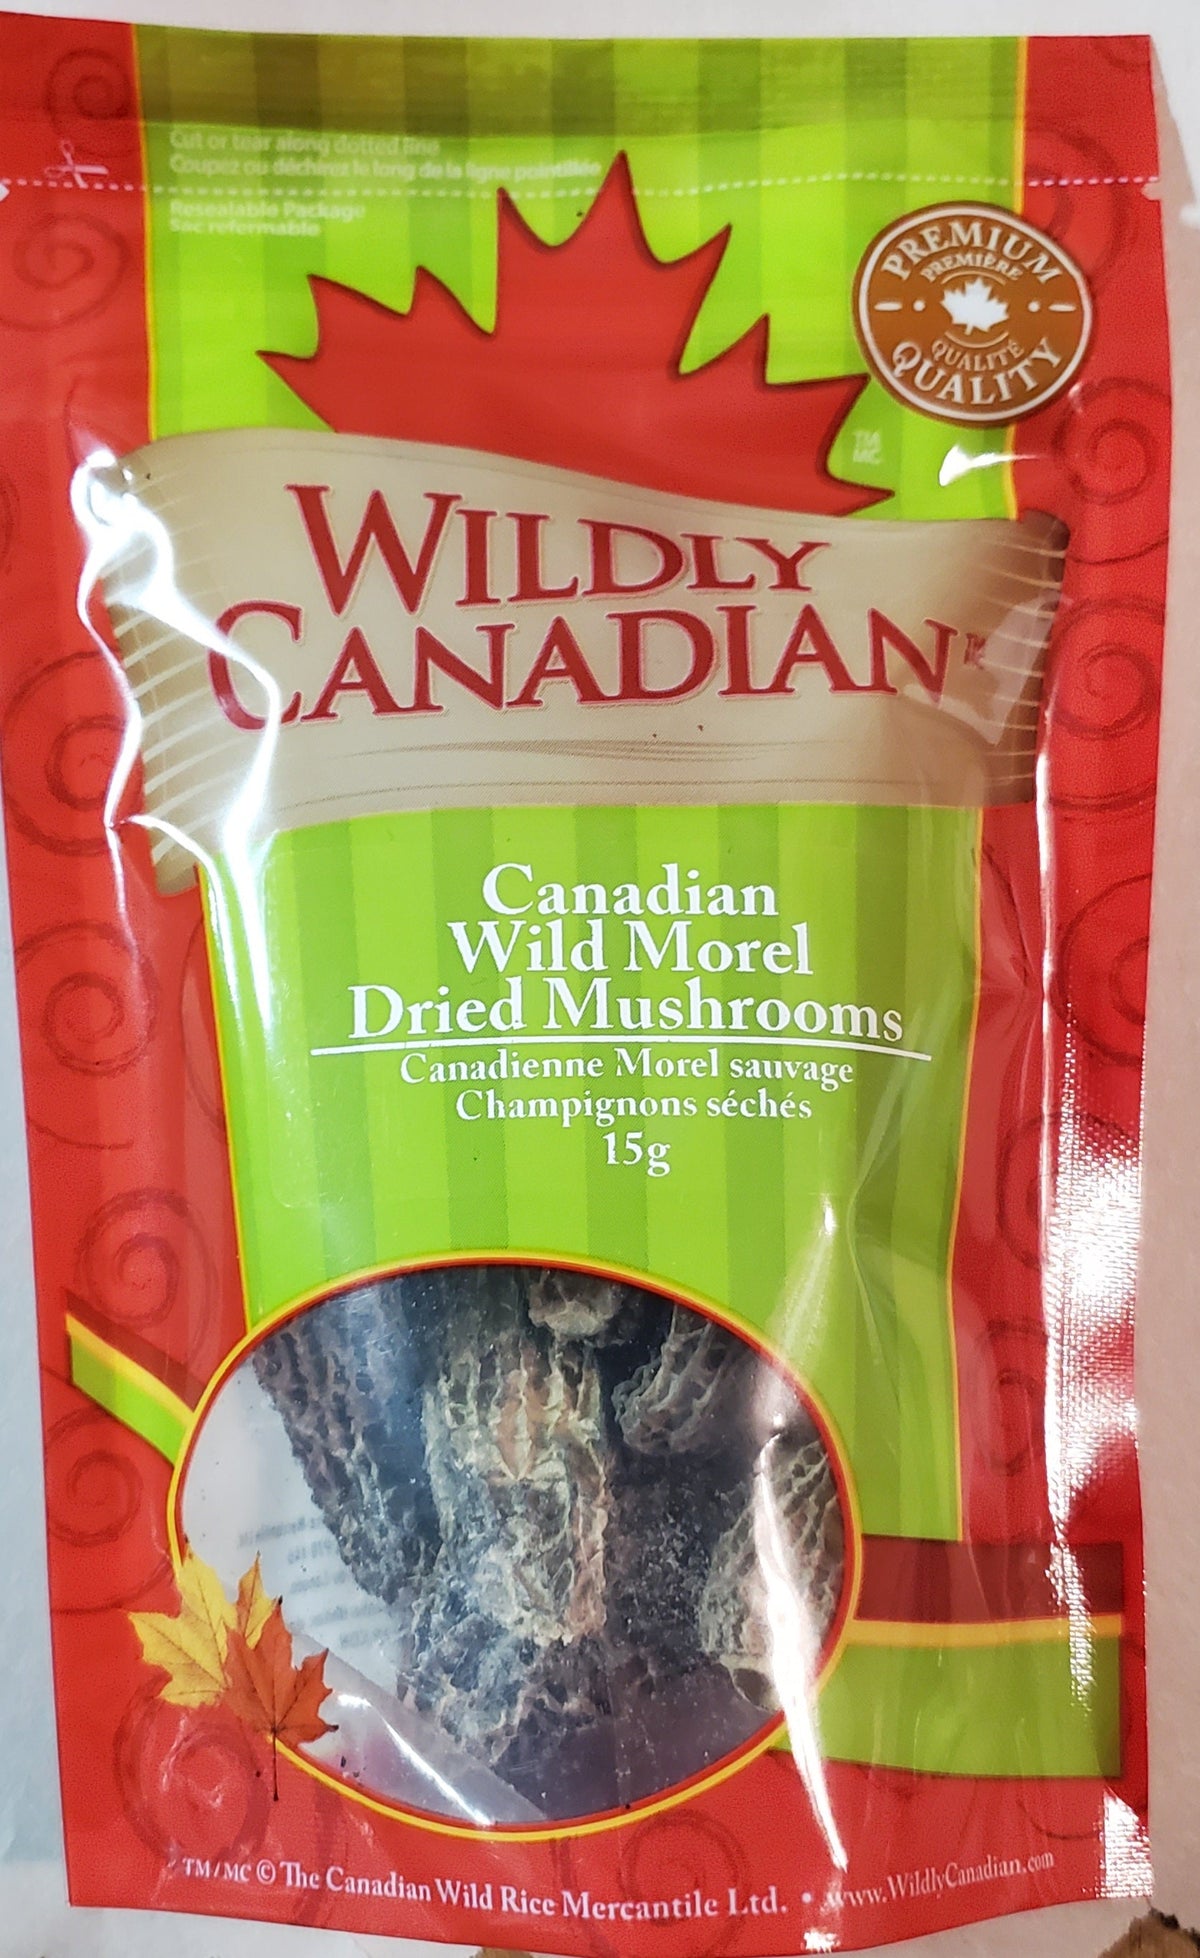 Cut or tear along dotted line
Coupez ou déchirez le long de la ligne pointillée
Resealable Package
Sac refermable
PREMIUM
PREMIÈRE
QUALITÉ
QUALITY
TM
MC
WILDLY
CANADIAN™
Canadian
Wild Morel
Dried Mushrooms
Canadienne Morel sauvage
Champignons séchés
15g
TM/MC © The Canadian Wild Rice Mercantile Ltd. • www.WildlyCanadian.com